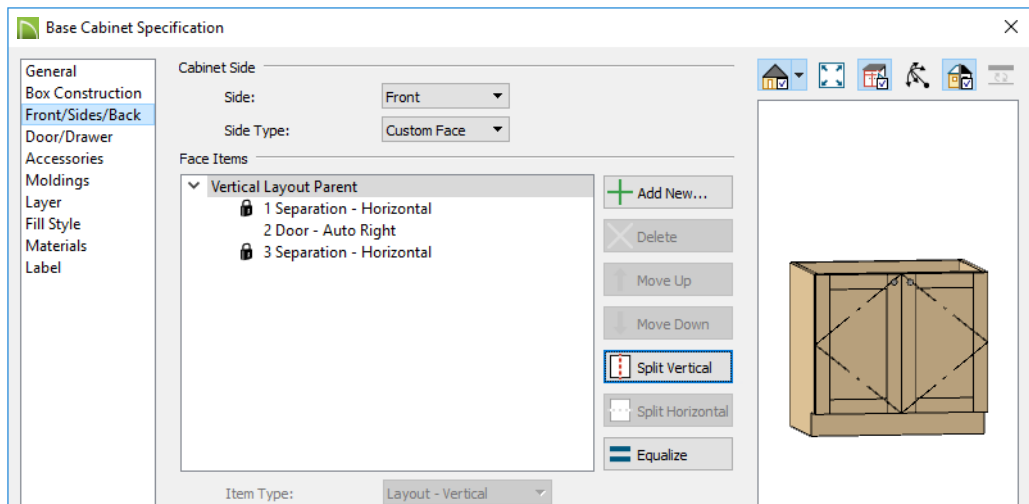 Base Cabinet Specification
General
Box Construction
Front/Sides/Back
Door/Drawer
Accessories
Moldings
Layer
Fill Style
Materials
Label
Cabinet Side
Side: Front
Side Type: Custom Face
Face Items
Vertical Layout Parent
1 Separation - Horizontal
2 Door - Auto Right
3 Separation - Horizontal
Add New...
Delete
Move Up
Move Down
Split Vertical
Split Horizontal
Equalize
Item Type: Layout - Vertical